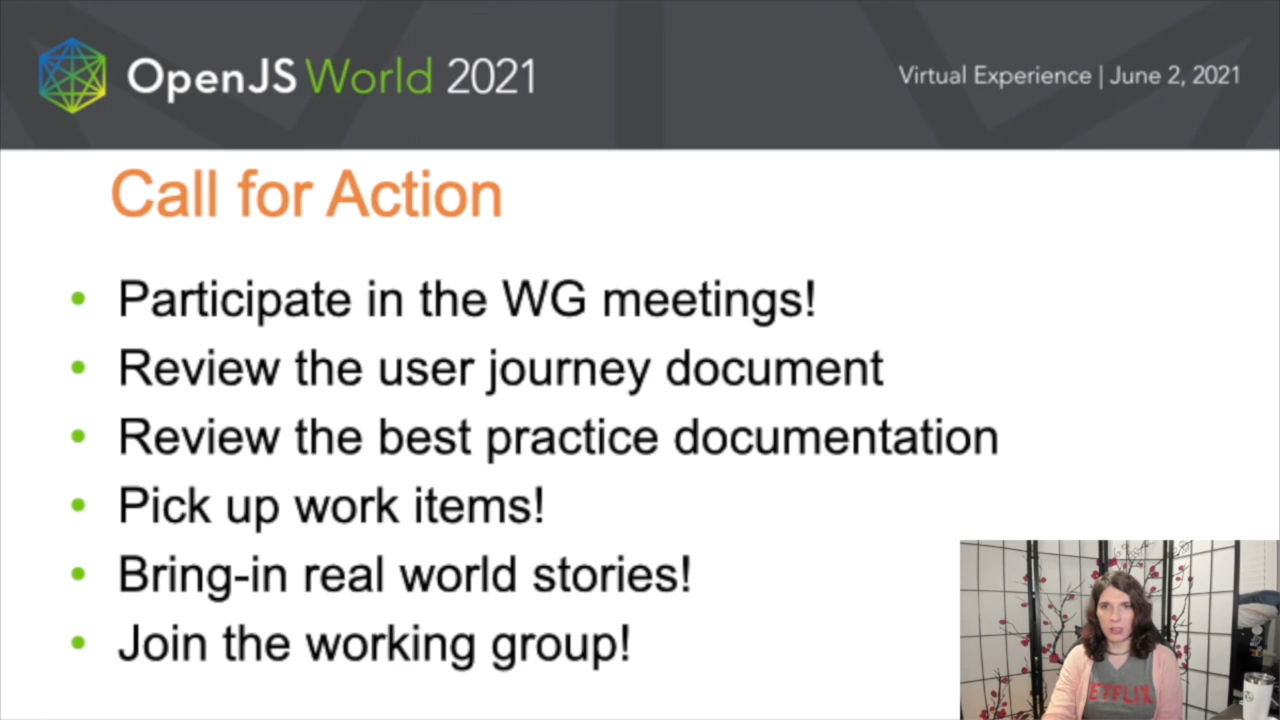 OpenJS World 2021
Virtual Experience | June 2, 2021
Call for Action
• Participate in the WG meetings!
• Review the user journey document
• Review the best practice documentation
• Pick up work items!
• Bring-in real world stories!
• Join the working group!
NETFLIX